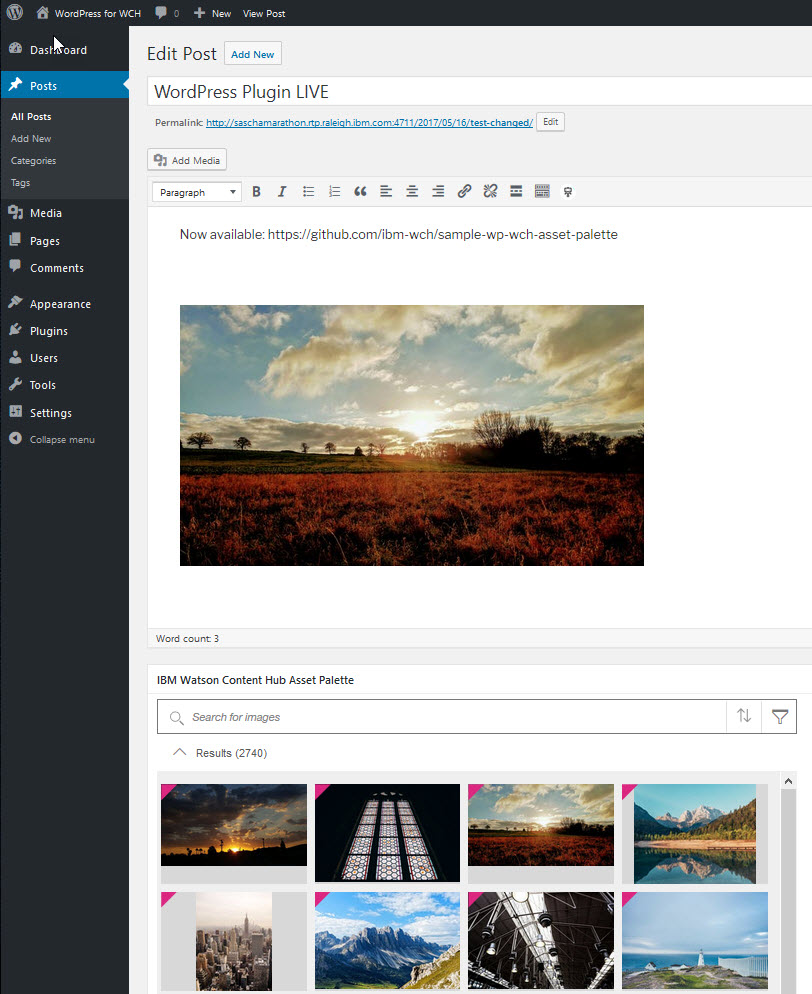 WordPress for WCH 0 New View Post
Dashboard
Posts
All Posts
Add New
Categories
Tags
Media
Pages
Comments
Appearance
Plugins
Users
Tools
Settings
Collapse menu
Edit Post Add New
WordPress Plugin LIVE
Permalink: http://saschamarathon.rtp.raleigh.ibm.com:4711/2017/05/16/test-changed/ Edit
Add Media
Paragraph B I
Now available: https://github.com/ibm-wch/sample-wp-wch-asset-palette
Word count: 3
IBM Watson Content Hub Asset Palette
Search for images
Results (2740)